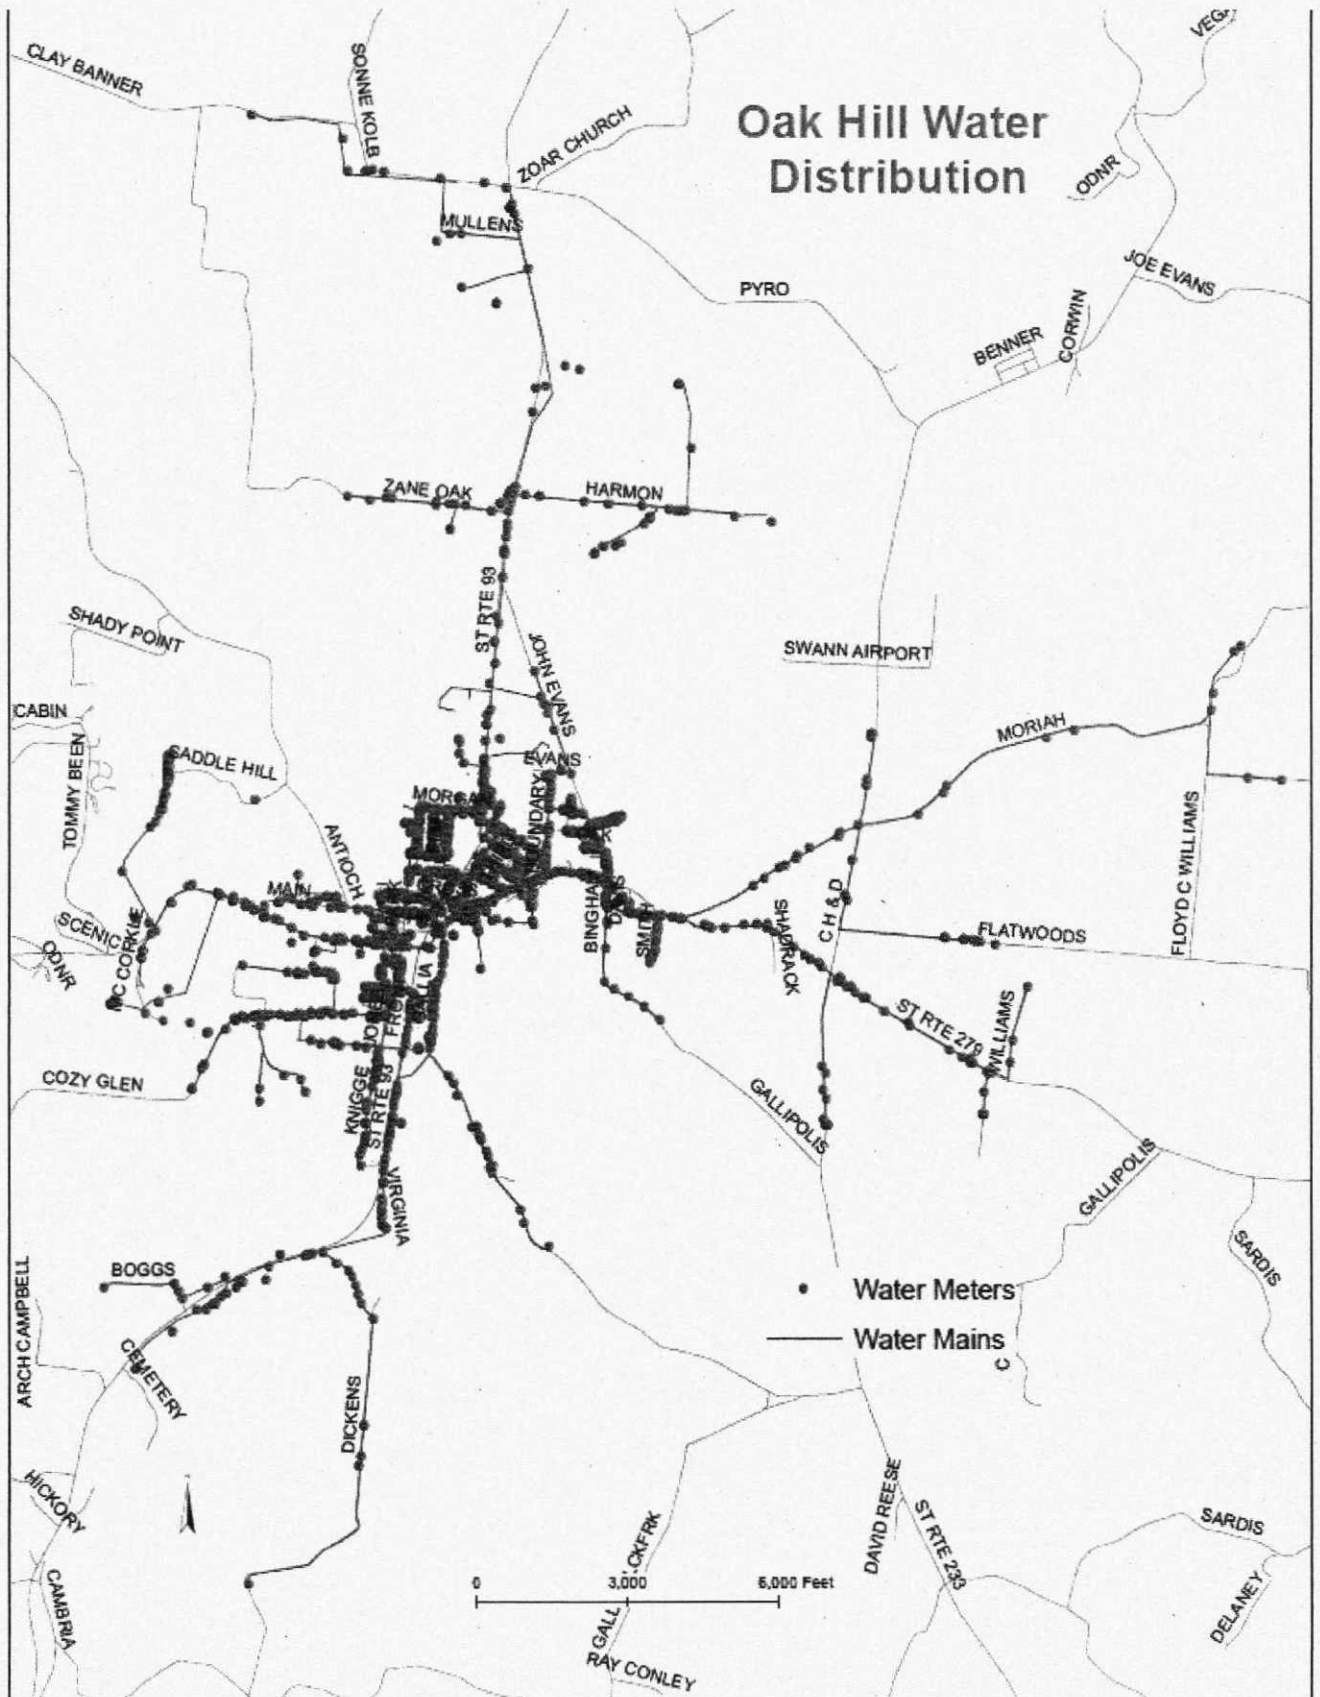 CLAY BANNER
SONNE KOLB
ZOAR CHURCH
Oak Hill Water
Distribution
ODNR
MULLENS
JOE EVANS
PYRO
BENNER
CORWIN
ZANE OAK
HARMON
ST RTE 93
SHADY POINT
JOHN EVANS
SWANN AIRPORT
CABIN
TOMMY BEEN
SADDLE HILL
EVANS
MORIAH
ANTIOCH
MAIN
FLOYD C WILLIAMS
SCENIC
MC CORKLE
ODNR
SMITH
SHADRACK
C H & D
FLATWOODS
ST RTE 279
WILLIAMS
COZY GLEN
KNIGGE
ST RTE 93
GALLIPOLIS
GALLIPOLIS
VIRGINIA
SARDIS
BOGGS
ARCH CAMPBELL
CEMETERY
Water Meters
Water Mains
C
DICKENS
HICKORY
DAVID REESE
ST RTE 233
SARDIS
DELANEY
CAMBRIA
0
3,000
GALL
RAY CONLEY